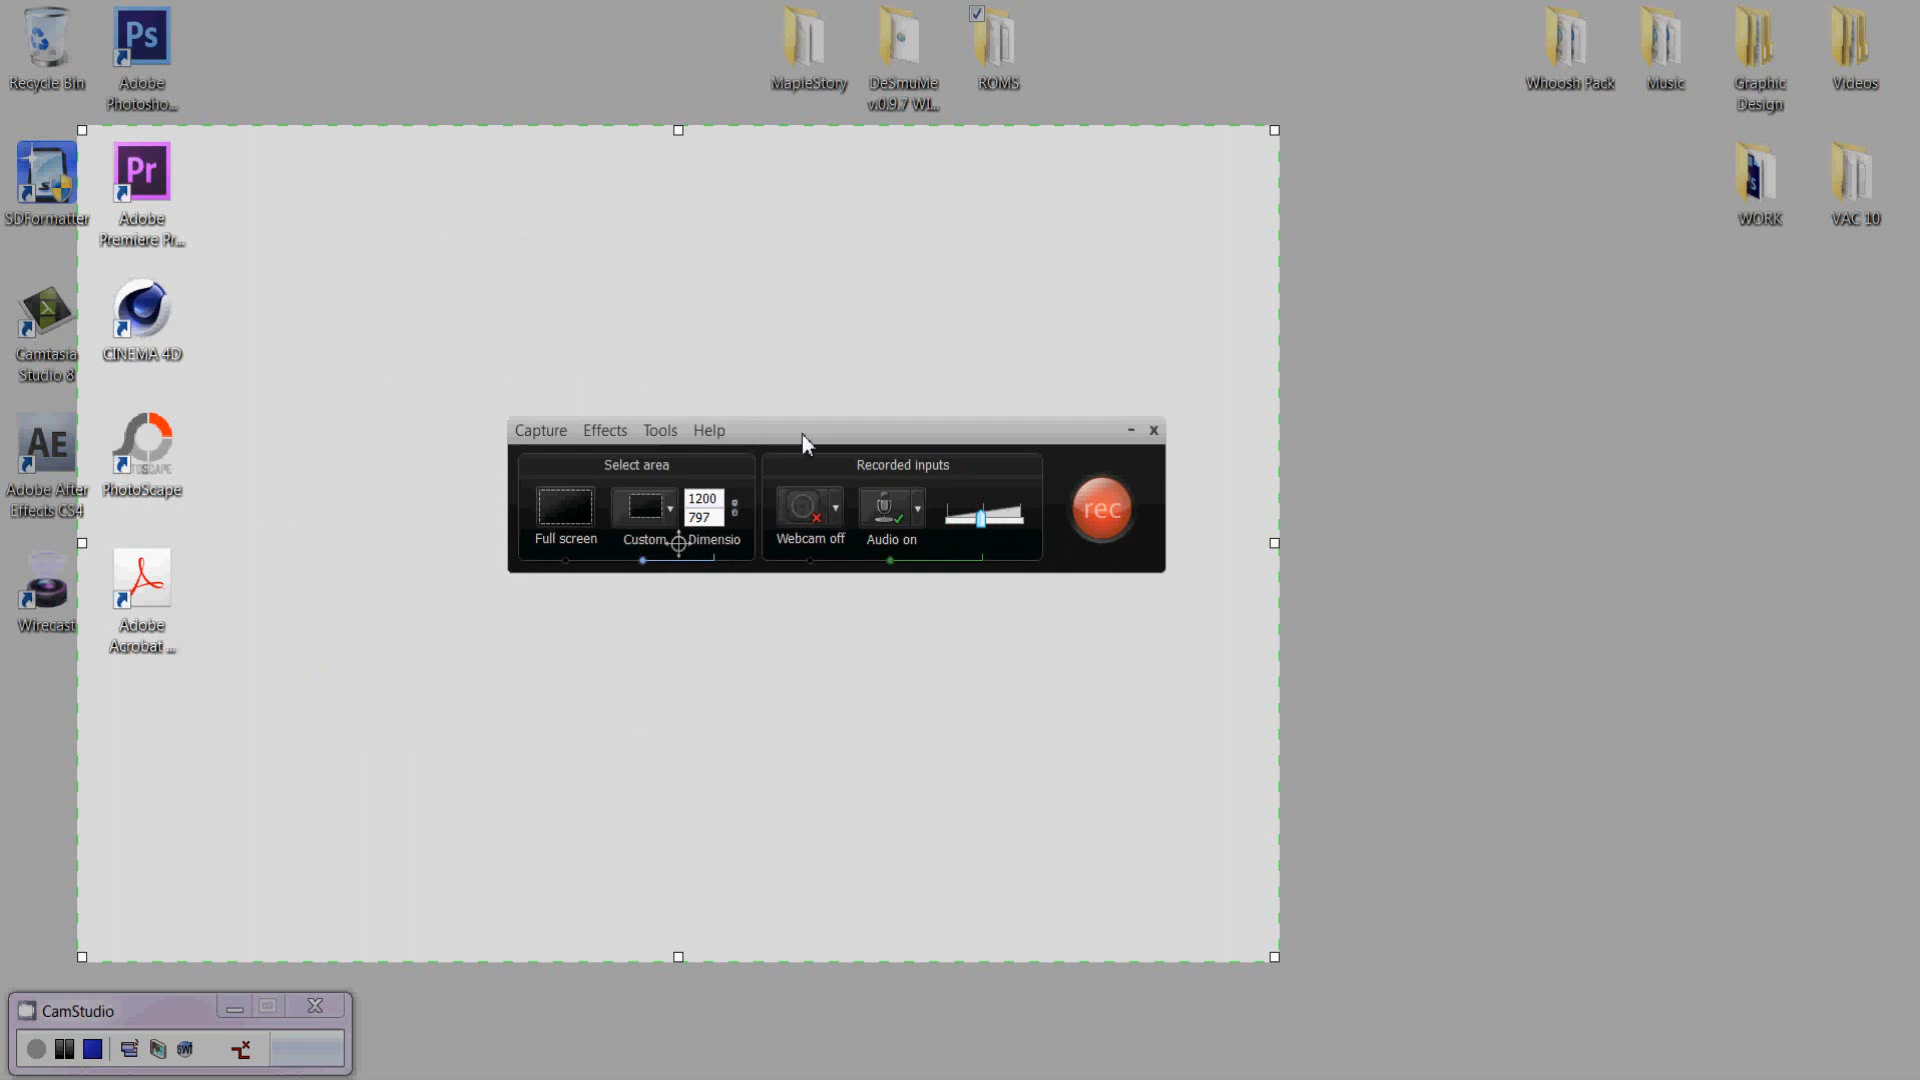 Recycle Bin
Adobe
Photosho...
MapleStory
DeSmuMe
v.0.9.7 WI...
ROMS
Whoosh Pack
Music
Graphic
Design
Videos
SDFormatter
Adobe
Premiere Pr...
WORK
VAC 10
Camtasia
Studio 8
CINEMA 4D
Capture Effects Tools Help - x
Select area
Recorded inputs
1200
797
rec
Full screen
Custom
Dimensio
Webcam off
Audio on
Adobe After
Effects CS4
PhotoScape
Wirecast
Adobe
Acrobat ...
CamStudio
Ps
Pr
AE